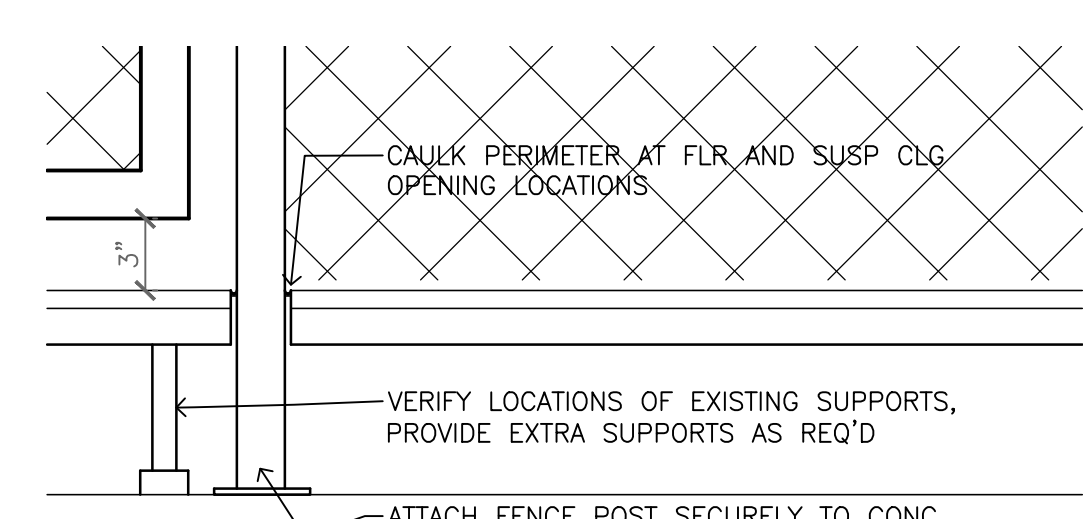 CAULK PERIMETER AT FLR AND SUSP CLG
OPENING LOCATIONS
3"
VERIFY LOCATIONS OF EXISTING SUPPORTS,
PROVIDE EXTRA SUPPORTS AS REQ'D
ATTACH FENCE POST SECURELY TO CONC